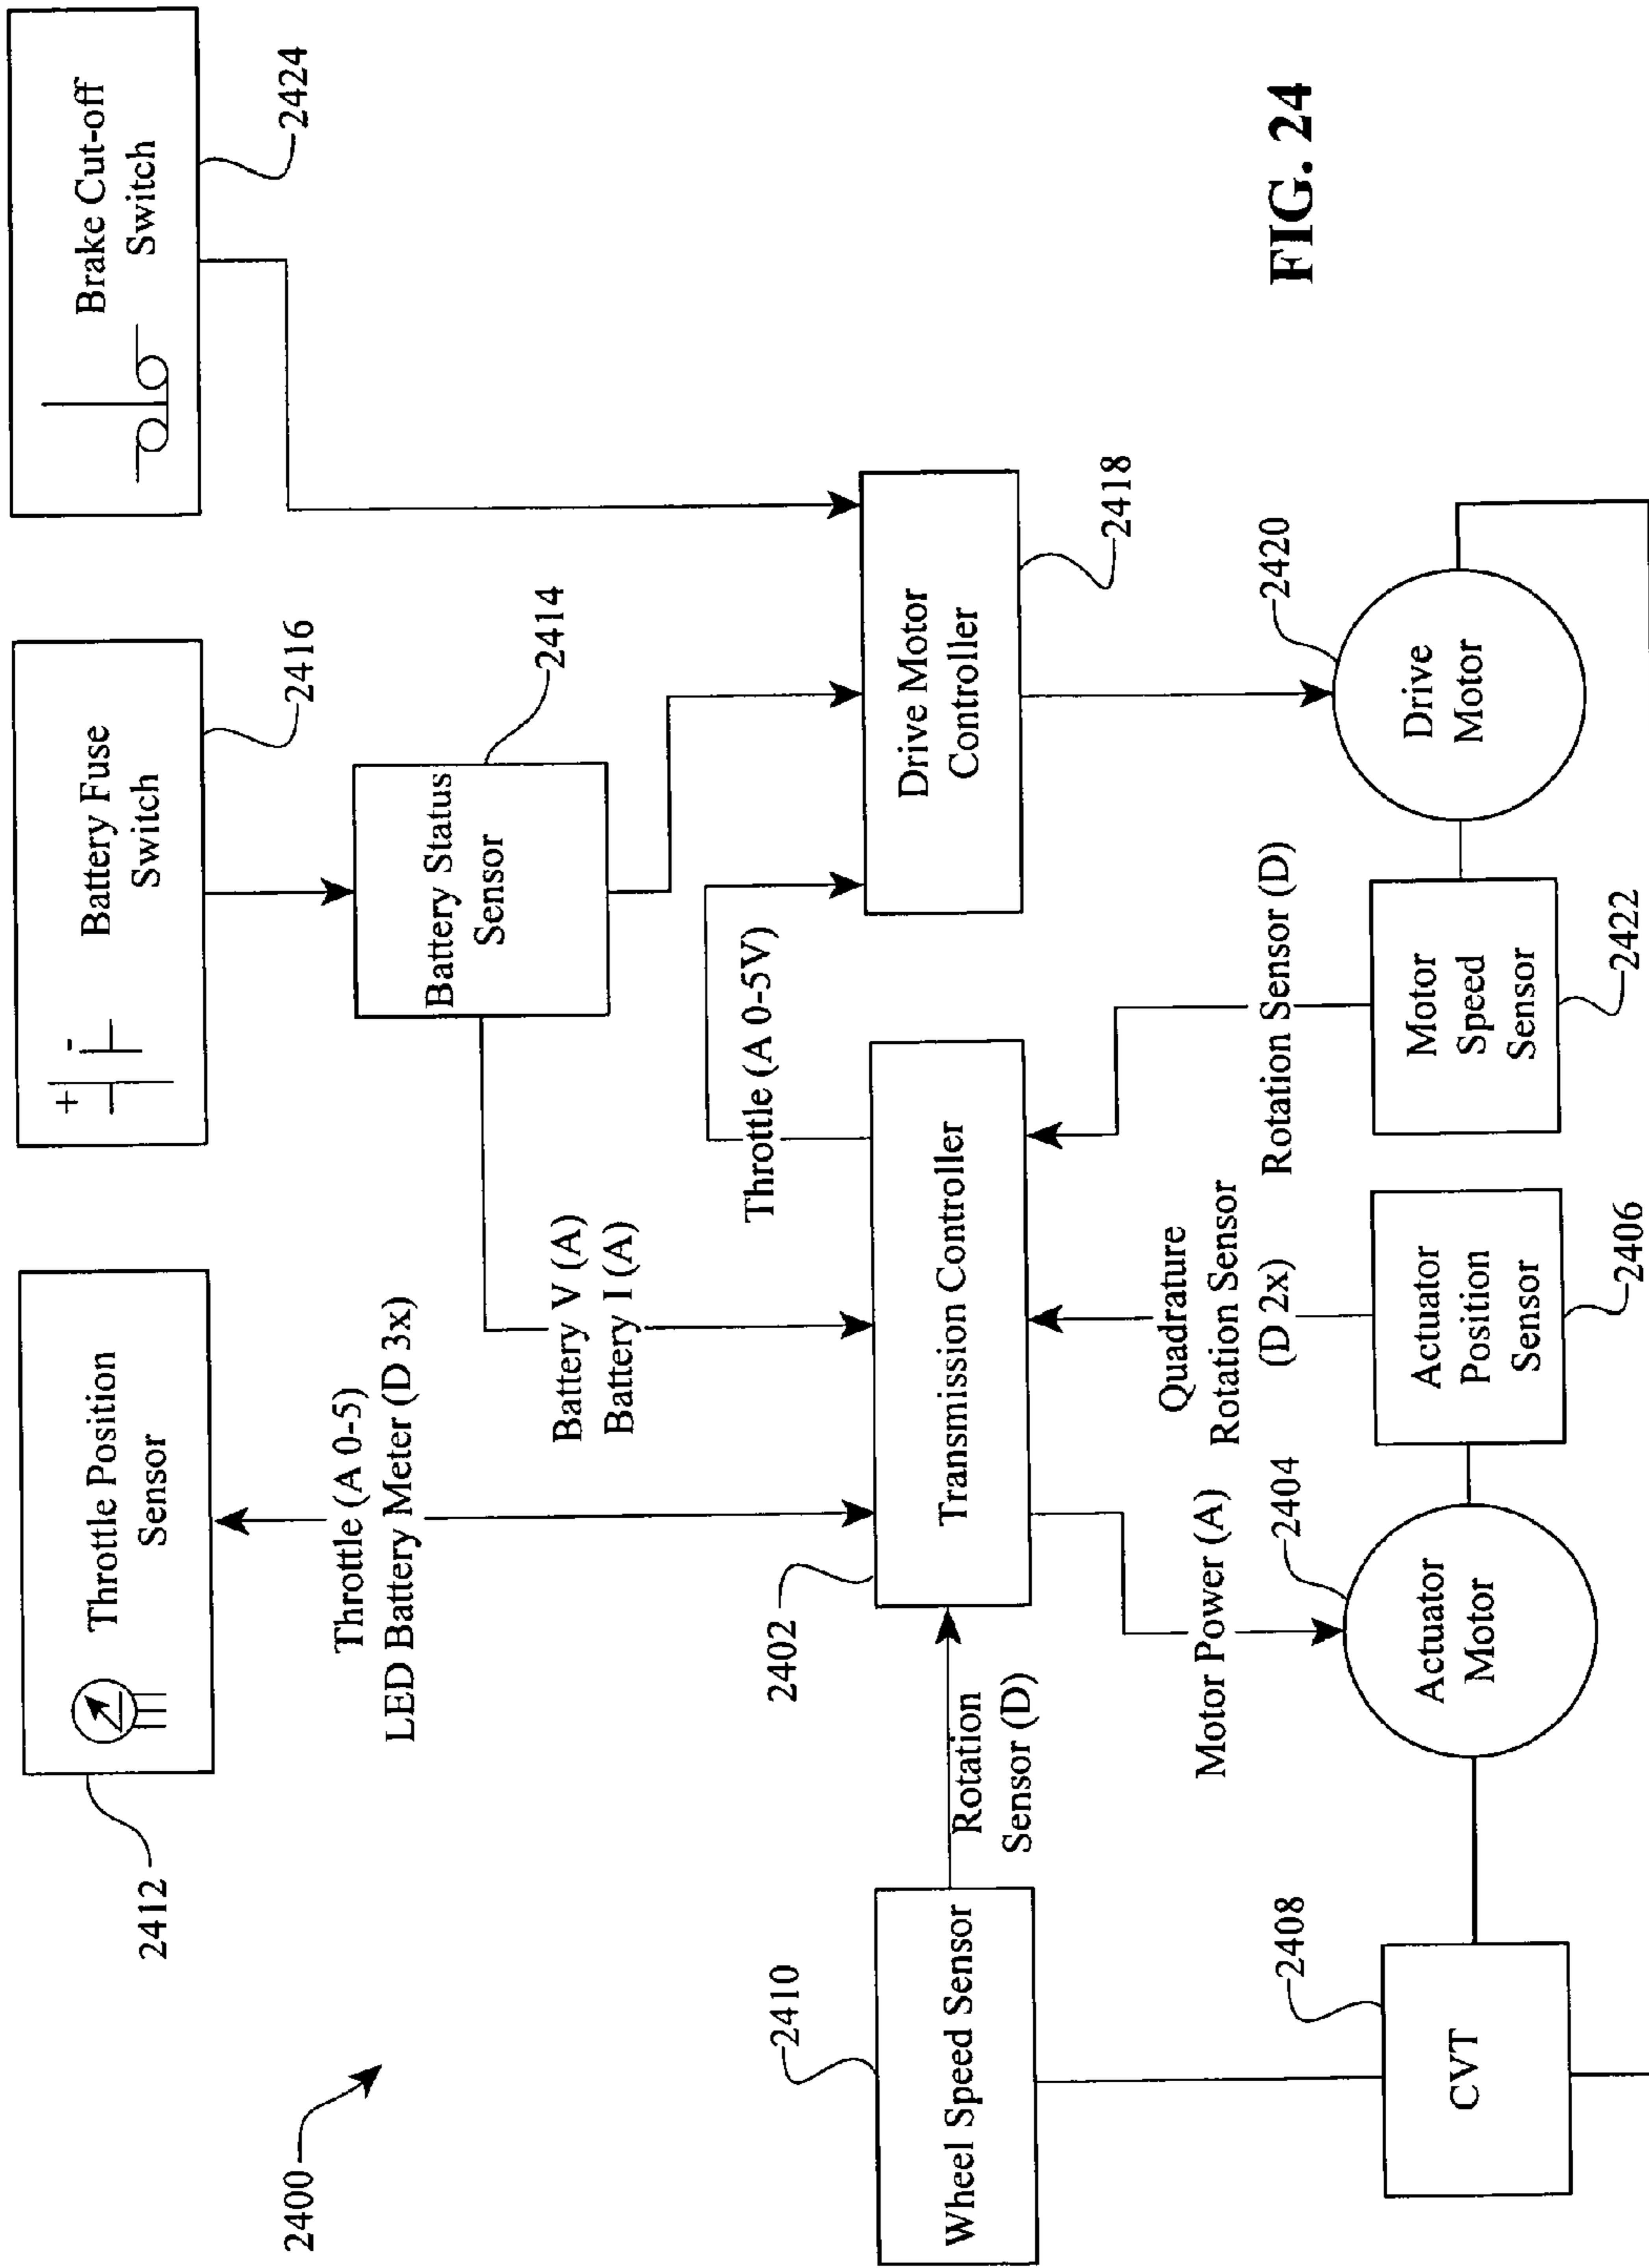 2400
2412
Throttle Position
Sensor
+
-
Battery Fuse
Switch
2416
Brake Cut-off
Switch
2424
Throttle (A 0-5)
LED Battery Meter (D 3x)
Battery Status
Sensor
2414
Battery V (A)
Battery I (A)
Throttle (A 0-5V)
2410
Wheel Speed Sensor
Rotation
Sensor (D)
2402
Transmission Controller
Drive Motor
Controller
2418
Motor Power (A)
Quadrature
Rotation Sensor
(D 2x)
Rotation Sensor (D)
2408
CVT
2404
Actuator
Motor
Actuator
Position
Sensor
2406
Motor
Speed
Sensor
2422
Drive
Motor
2420
FIG. 24